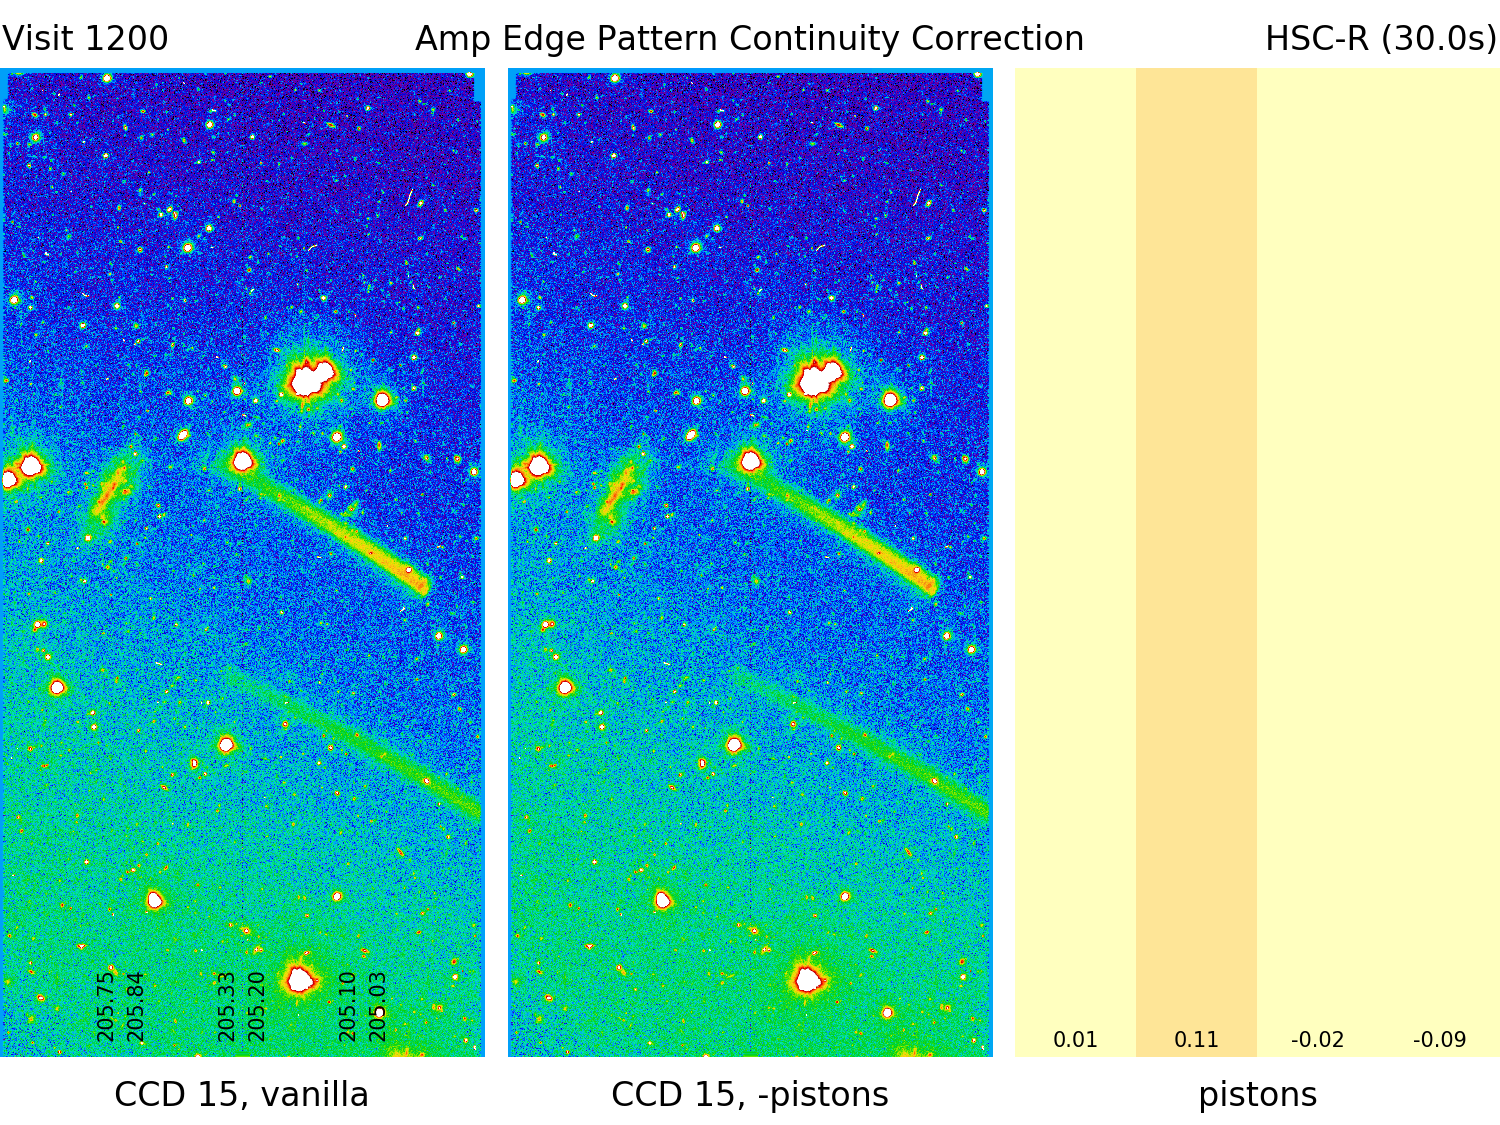 Visit 1200 Amp Edge Pattern Continuity Correction HSC-R (30.0s)
205.75 205.84 205.33 205.20 205.10 205.03
0.01 0.11 -0.02 -0.09
CCD 15, vanilla CCD 15, -pistons pistons